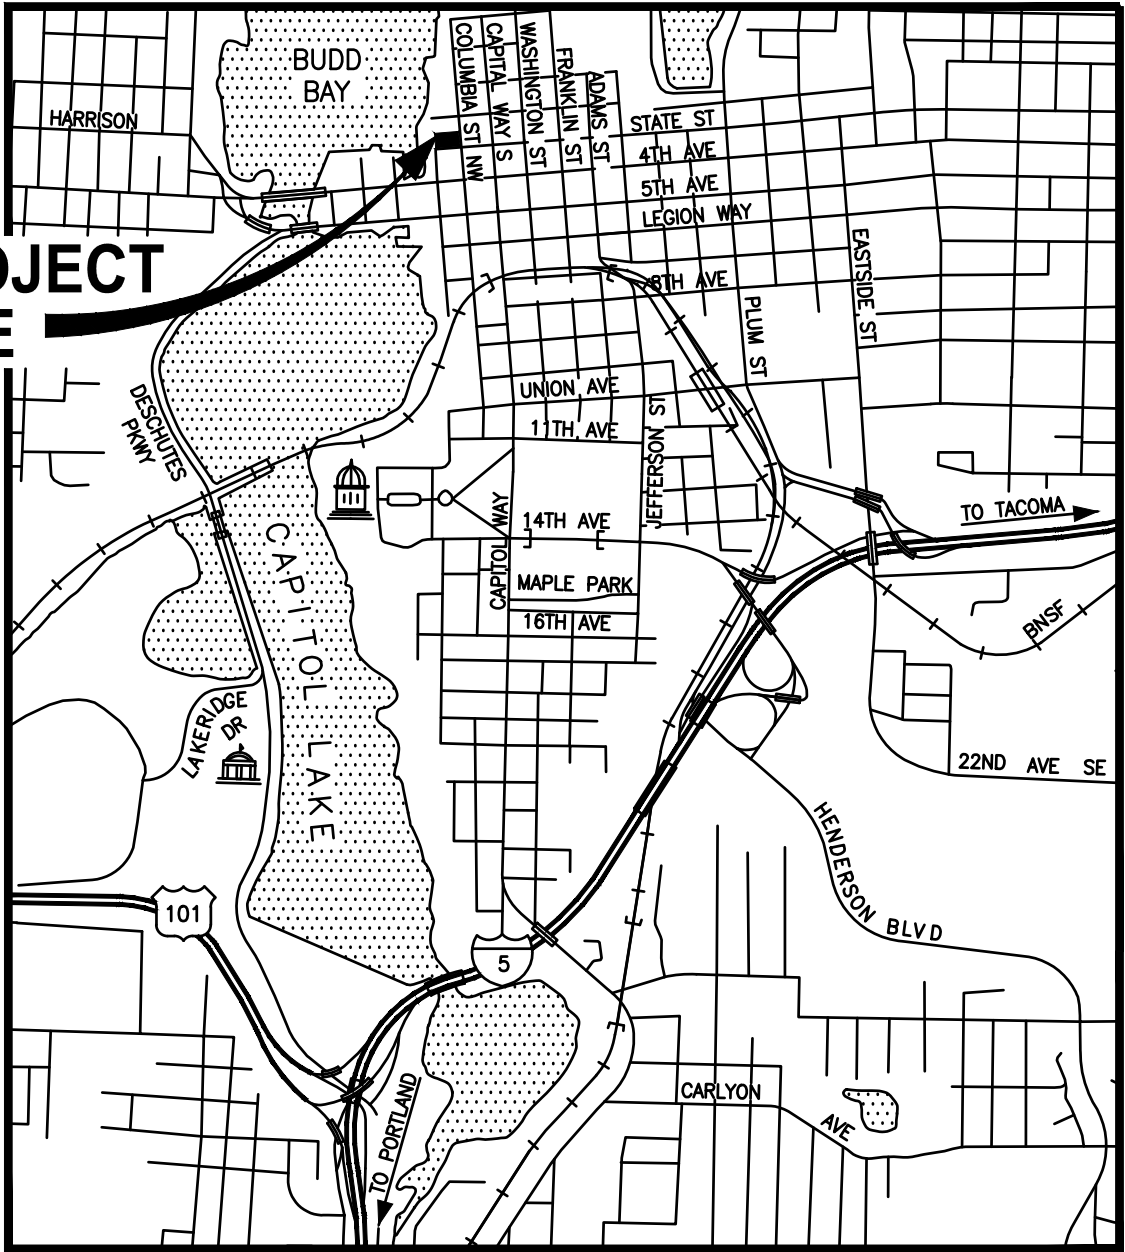 BUDD
BAY
COLUMBIA ST NW
CAPITAL WAY S
WASHINGTON ST
FRANKLIN ST
ADAMS ST
HARRISON
STATE ST
4TH AVE
5TH AVE
LEGION WAY
8TH AVE
EASTSIDE ST
PLUM ST
OJECT
E
DESCHUTES
PKWY
UNION AVE
11TH AVE
JEFFERSON ST
CAPITOL WAY
14TH AVE
TO TACOMA
MAPLE PARK
16TH AVE
BNSF
CAPITOL LAKE
LAKERIDGE
DR
22ND AVE SE
HENDERSON BLVD
101
5
CARLYON
AVE
TO PORTLAND